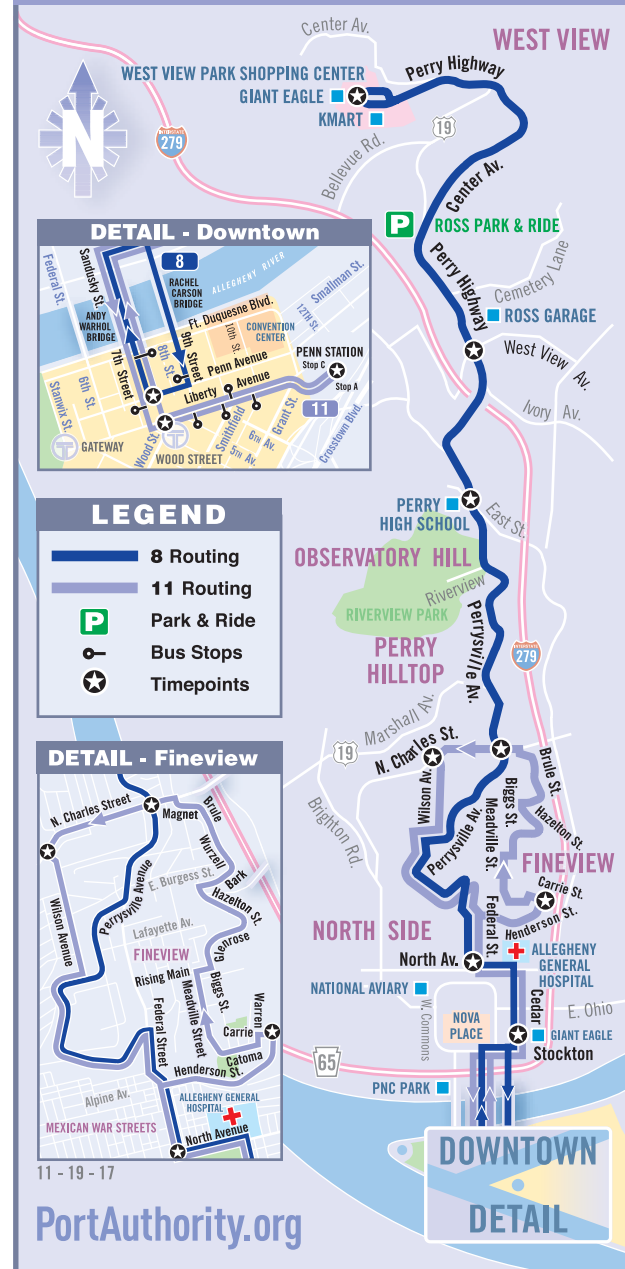 Center Av.
WEST VIEW
WEST VIEW PARK SHOPPING CENTER
GIANT EAGLE
KMART
Perry Highway
N
INTERSTATE
279
19
Bellevue Rd.
Center Av.
P
ROSS PARK & RIDE
Perry Highway
Cemetery Lane
ROSS GARAGE
West View Av.
Ivory Av.
DETAIL - Downtown
Federal St.
Sandusky St.
8
RACHEL
CARSON
BRIDGE
ALLEGHENY RIVER
ANDY
WARHOL
BRIDGE
Ft. Duquesne Blvd.
Smallman St.
12TH St.
10th St.
CONVENTION
CENTER
7th Street
8th St.
9th Street
Penn Avenue
PENN STATION
Stop C
Stop A
Stanwix St.
6th St.
Liberty Avenue
11
Wood St.
Smithfield
Grant St.
6TH Av.
5TH Av.
Crosstown Blvd.
T
GATEWAY
T
WOOD STREET
LEGEND
8 Routing
11 Routing
P
Park & Ride
Bus Stops
Timepoints
PERRY
HIGH SCHOOL
East St.
OBSERVATORY HILL
Riverview
RIVERVIEW PARK
PERRY
HILLTOP
Perrysville Av.
INTERSTATE
279
Marshall Av.
19
N. Charles St.
Wilson Av.
Brule St.
Biggs St.
Meadville St.
Hazelton St.
Brighton Rd.
Perrysville Av.
FINEVIEW
Carrie St.
Henderson St.
Federal St.
NORTH SIDE
North Av.
ALLEGHENY
GENERAL
HOSPITAL
NATIONAL AVIARY
W. Commons
NOVA
PLACE
Cedar
E. Ohio
GIANT EAGLE
Stockton
65
PNC PARK
DOWNTOWN
DETAIL
DETAIL - Fineview
N. Charles Street
Magnet
Brule
Wurzell
Bark
Wilson Avenue
Perrysville Avenue
E. Burgess St.
Hazelton St.
Lafayette Av.
Glenrose
FINEVIEW
Rising Main
Biggs St.
Meadville Street
Warren
Federal Street
Carrie
Catoma
Henderson St.
Alpine Av.
ALLEGHENY GENERAL
HOSPITAL
MEXICAN WAR STREETS
North Avenue
11 - 19 - 17
PortAuthority.org